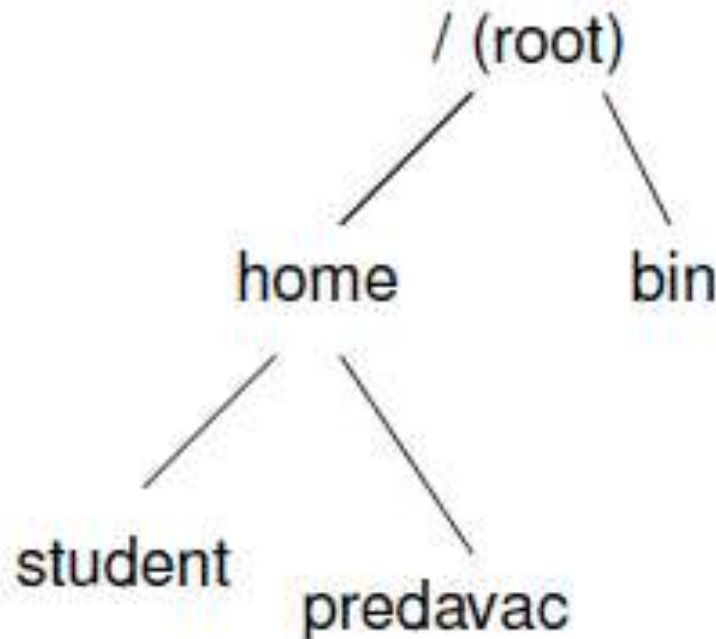 / (root)
home
bin
student
predavac